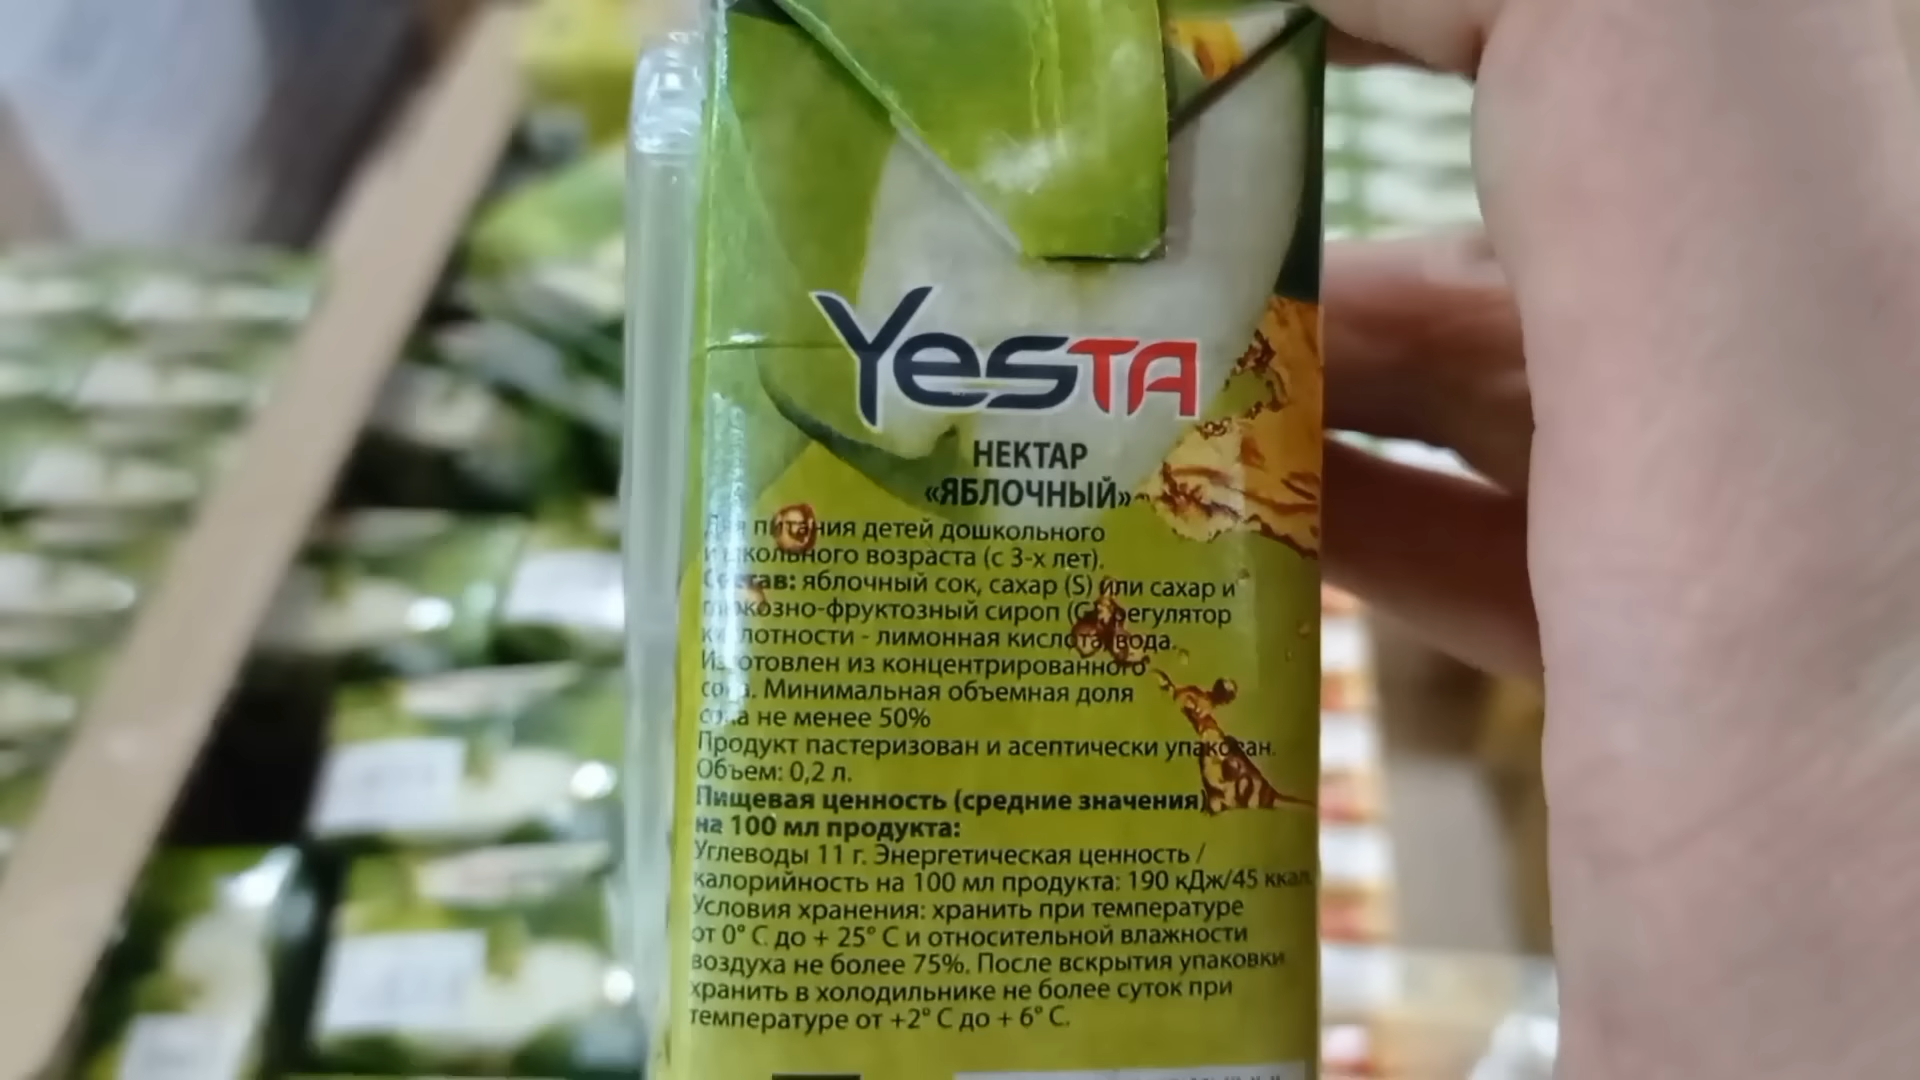 YESTA
НЕКТАР
«ЯБЛОЧНЫЙ»
Для питания детей дошкольного
и школьного возраста (с 3-х лет).
Состав: яблочный сок, сахар (S) или сахар и
глюкозно-фруктозный сироп (G), регулятор
кислотности - лимонная кислота, вода.
Изготовлен из концентрированного
сока. Минимальная объемная доля
сока не менее 50%
Продукт пастеризован и асептически упакован.
Объем: 0,2 л.
Пищевая ценность (средние значения)
на 100 мл продукта:
Углеводы 11 г. Энергетическая ценность /
калорийность на 100 мл продукта: 190 кДж/45 ккал.
Условия хранения: хранить при температуре
от 0° С до + 25° С и относительной влажности
воздуха не более 75%. После вскрытия упаковки
хранить в холодильнике не более суток при
температуре от +2° С до + 6° С.